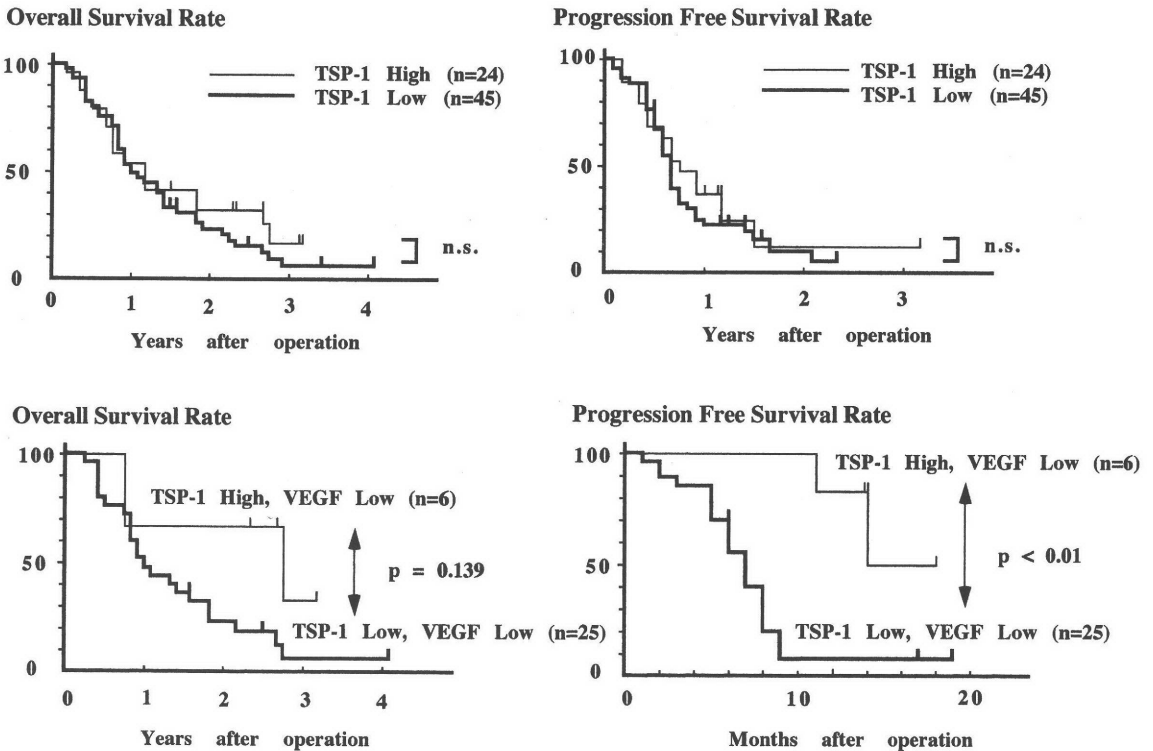 Overall Survival Rate
100
50
0
TSP-1 High (n=24)
TSP-1 Low (n=45)
n.s.
0 1 2 3 4
Years after operation
Progression Free Survival Rate
100
50
0
TSP-1 High (n=24)
TSP-1 Low (n=45)
n.s.
0 1 2 3
Years after operation
Overall Survival Rate
100
50
0
TSP-1 High, VEGF Low (n=6)
p = 0.139
TSP-1 Low, VEGF Low (n=25)
0 1 2 3 4
Years after operation
Progression Free Survival Rate
100
50
0
TSP-1 High, VEGF Low (n=6)
p < 0.01
TSP-1 Low, VEGF Low (n=25)
0 10 20
Months after operation